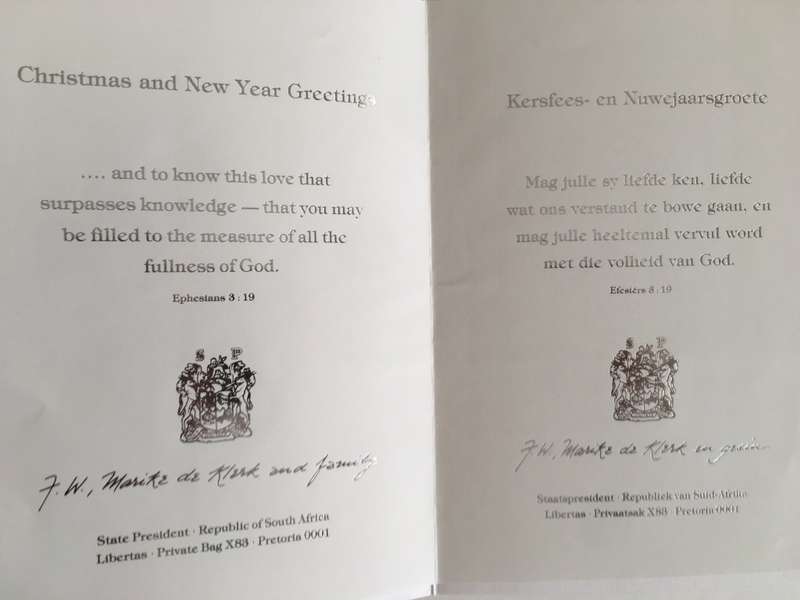 Christmas and New Year Greetings
.... and to know this love that
surpasses knowledge — that you may
be filled to the measure of all the
fullness of God.
Ephesians 3 : 19
S P
F.W., Marike de Klerk and family
State President · Republic of South Africa
Libertas · Private Bag X83 · Pretoria 0001
Kersfees- en Nuwejaarsgroete
Mag julle sy liefde ken, liefde
wat ons verstand te bowe gaan, en
mag julle heeltemal vervul word
met die volheid van God.
Efesiërs 3 : 19
S P
F.W., Marike de Klerk en gesin
Staatspresident · Republiek van Suid-Afrika
Libertas · Privaatsak X83 · Pretoria 0001